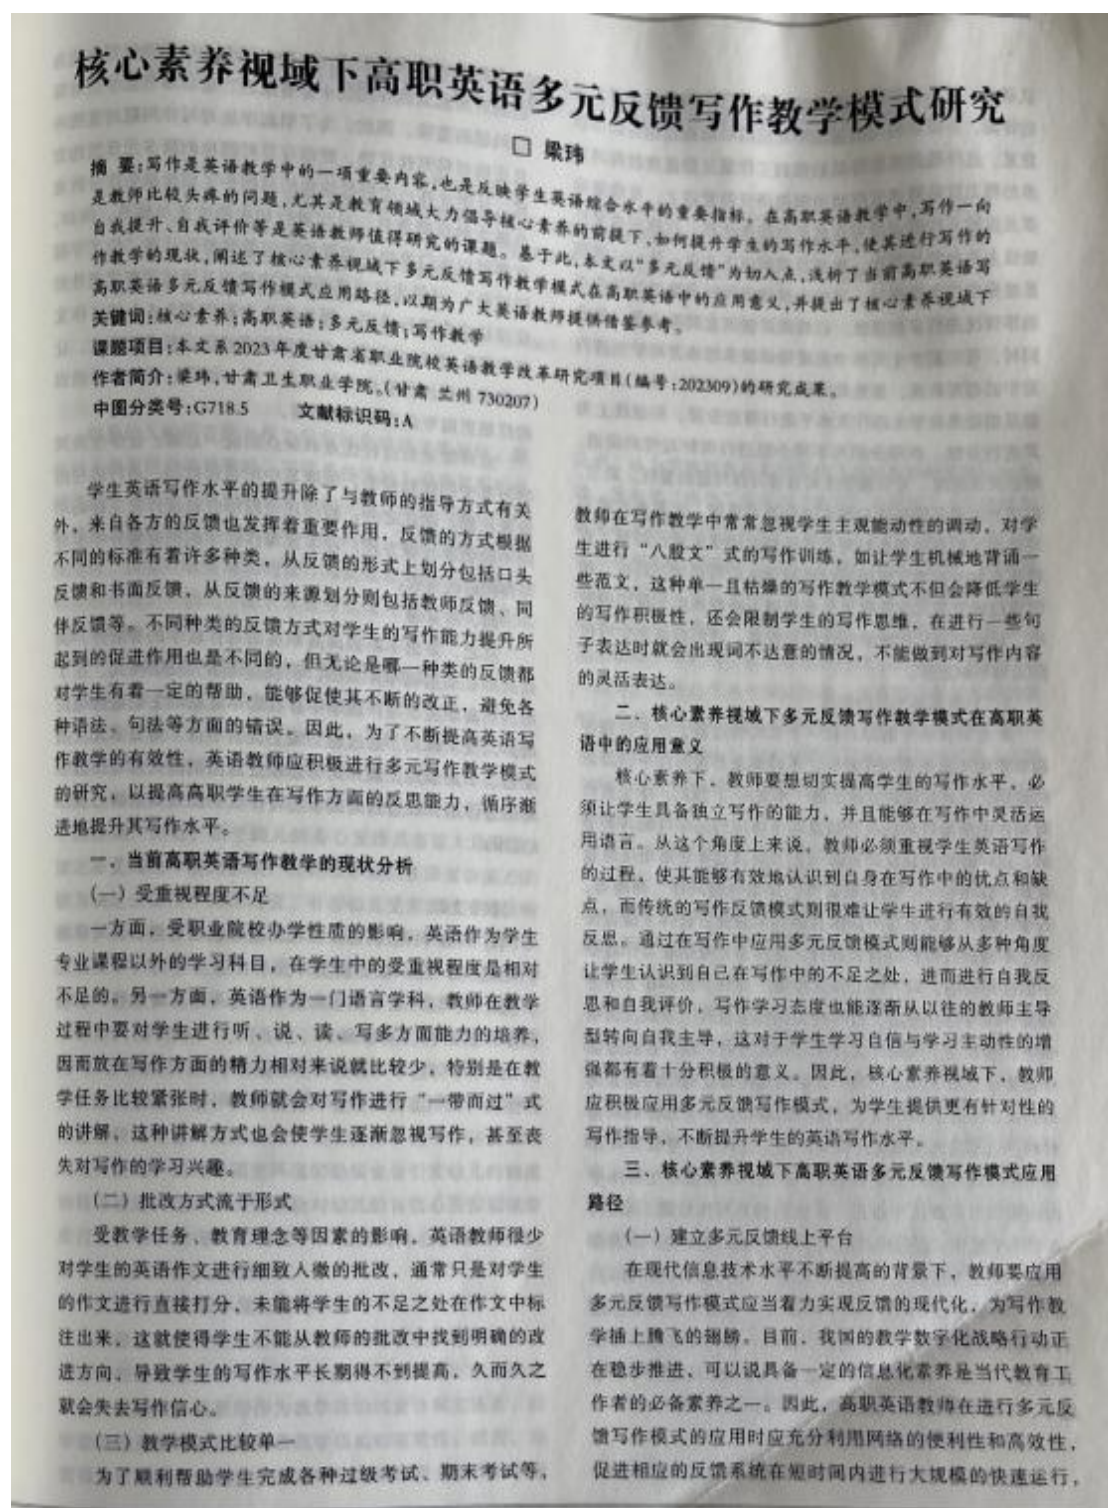 核心素养视域下高职英语多元反馈写作教学模式研究
□ 梁玮
摘 要:写作是英语教学中的一项重要内容,也是反映学生英语综合水平的重要指标。在高职英语教学中,写作一向
是教师比较头疼的问题,尤其是教育领域大力倡导核心素养的前提下,如何提升学生的写作水平,使其进行写作的
自我提升、自我评价等是英语教师值得研究的课题。基于此,本文以“多元反馈”为切入点,浅析了当前高职英语写
作教学的现状,阐述了核心素养视域下多元反馈写作教学模式在高职英语中的应用意义,并提出了核心素养视域下
高职英语多元反馈写作模式应用路径,以期为广大英语教师提供借鉴参考。
关键词:核心素养;高职英语;多元反馈;写作教学
课题项目:本文系2023年度甘肃省职业院校英语教学改革研究项目(编号:202309)的研究成果。
作者简介:梁玮,甘肃卫生职业学院。(甘肃 兰州 730207)
中图分类号:G718.5 文献标识码:A
学生英语写作水平的提升除了与教师的指导方式有关
外,来自各方的反馈也发挥着重要作用,反馈的方式根据
不同的标准有着许多种类,从反馈的形式上划分包括口头
反馈和书面反馈,从反馈的来源划分则包括教师反馈、同
伴反馈等。不同种类的反馈方式对学生的写作能力提升所
起到的促进作用也是不同的,但无论是哪一种类的反馈都
对学生有着一定的帮助,能够促使其不断的改正,避免各
种语法、句法等方面的错误。因此,为了不断提高英语写
作教学的有效性,英语教师应积极进行多元写作教学模式
的研究,以提高高职学生在写作方面的反思能力,循序渐
进地提升其写作水平。
一、当前高职英语写作教学的现状分析
(一)受重视程度不足
一方面,受职业院校办学性质的影响,英语作为学生
专业课程以外的学习科目,在学生中的受重视程度是相对
不足的。另一方面,英语作为一门语言学科,教师在教学
过程中要对学生进行听、说、读、写多方面能力的培养,
因而放在写作方面的精力相对来说就比较少,特别是在教
学任务比较紧张时,教师就会对写作进行“一带而过”式
的讲解,这种讲解方式也会使学生逐渐忽视写作,甚至丧
失对写作的学习兴趣。
(二)批改方式流于形式
受教学任务、教育理念等因素的影响,英语教师很少
对学生的英语作文进行细致入微的批改,通常只是对学生
的作文进行直接打分,未能将学生的不足之处在作文中标
注出来,这就使得学生不能从教师的批改中找到明确的改
进方向,导致学生的写作水平长期得不到提高,久而久之
就会失去写作信心。
(三)教学模式比较单一
为了顺利帮助学生完成各种过级考试、期末考试等,
教师在写作教学中常常忽视学生主观能动性的调动,对学
生进行“八股文”式的写作训练,如让学生机械地背诵一
些范文,这种单一且枯燥的写作教学模式不但会降低学生
的写作积极性,还会限制学生的写作思维,在进行一些句
子表达时就会出现词不达意的情况,不能做到对写作内容
的灵活表达。
二、核心素养视域下多元反馈写作教学模式在高职英
语中的应用意义
核心素养下,教师要想切实提高学生的写作水平,必
须让学生具备独立写作的能力,并且能够在写作中灵活运
用语言。从这个角度上来说,教师必须重视学生英语写作
的过程,使其能够有效地认识到自身在写作中的优点和缺
点,而传统的写作反馈模式则很难让学生进行有效的自我
反思。通过在写作中应用多元反馈模式则能够从多种角度
让学生认识到自己在写作中的不足之处,进而进行自我反
思和自我评价,写作学习态度也能逐渐从以往的教师主导
型转向自我主导,这对于学生学习自信与学习主动性的增
强都有着十分积极的意义。因此,核心素养视域下,教师
应积极应用多元反馈写作模式,为学生提供更有针对性的
写作指导,不断提升学生的英语写作水平。
三、核心素养视域下高职英语多元反馈写作模式应用
路径
(一)建立多元反馈线上平台
在现代信息技术水平不断提高的背景下,教师要应用
多元反馈写作模式应当着力实现反馈的现代化,为写作教
学插上腾飞的翅膀。目前,我国的教学数字化战略行动正
在稳步推进,可以说具备一定的信息化素养是当代教育工
作者的必备素养之一。因此,高职英语教师在进行多元反
馈写作模式的应用时应充分利用网络的便利性和高效性,
促进相应的反馈系统在短时间内进行大规模的快速运行,